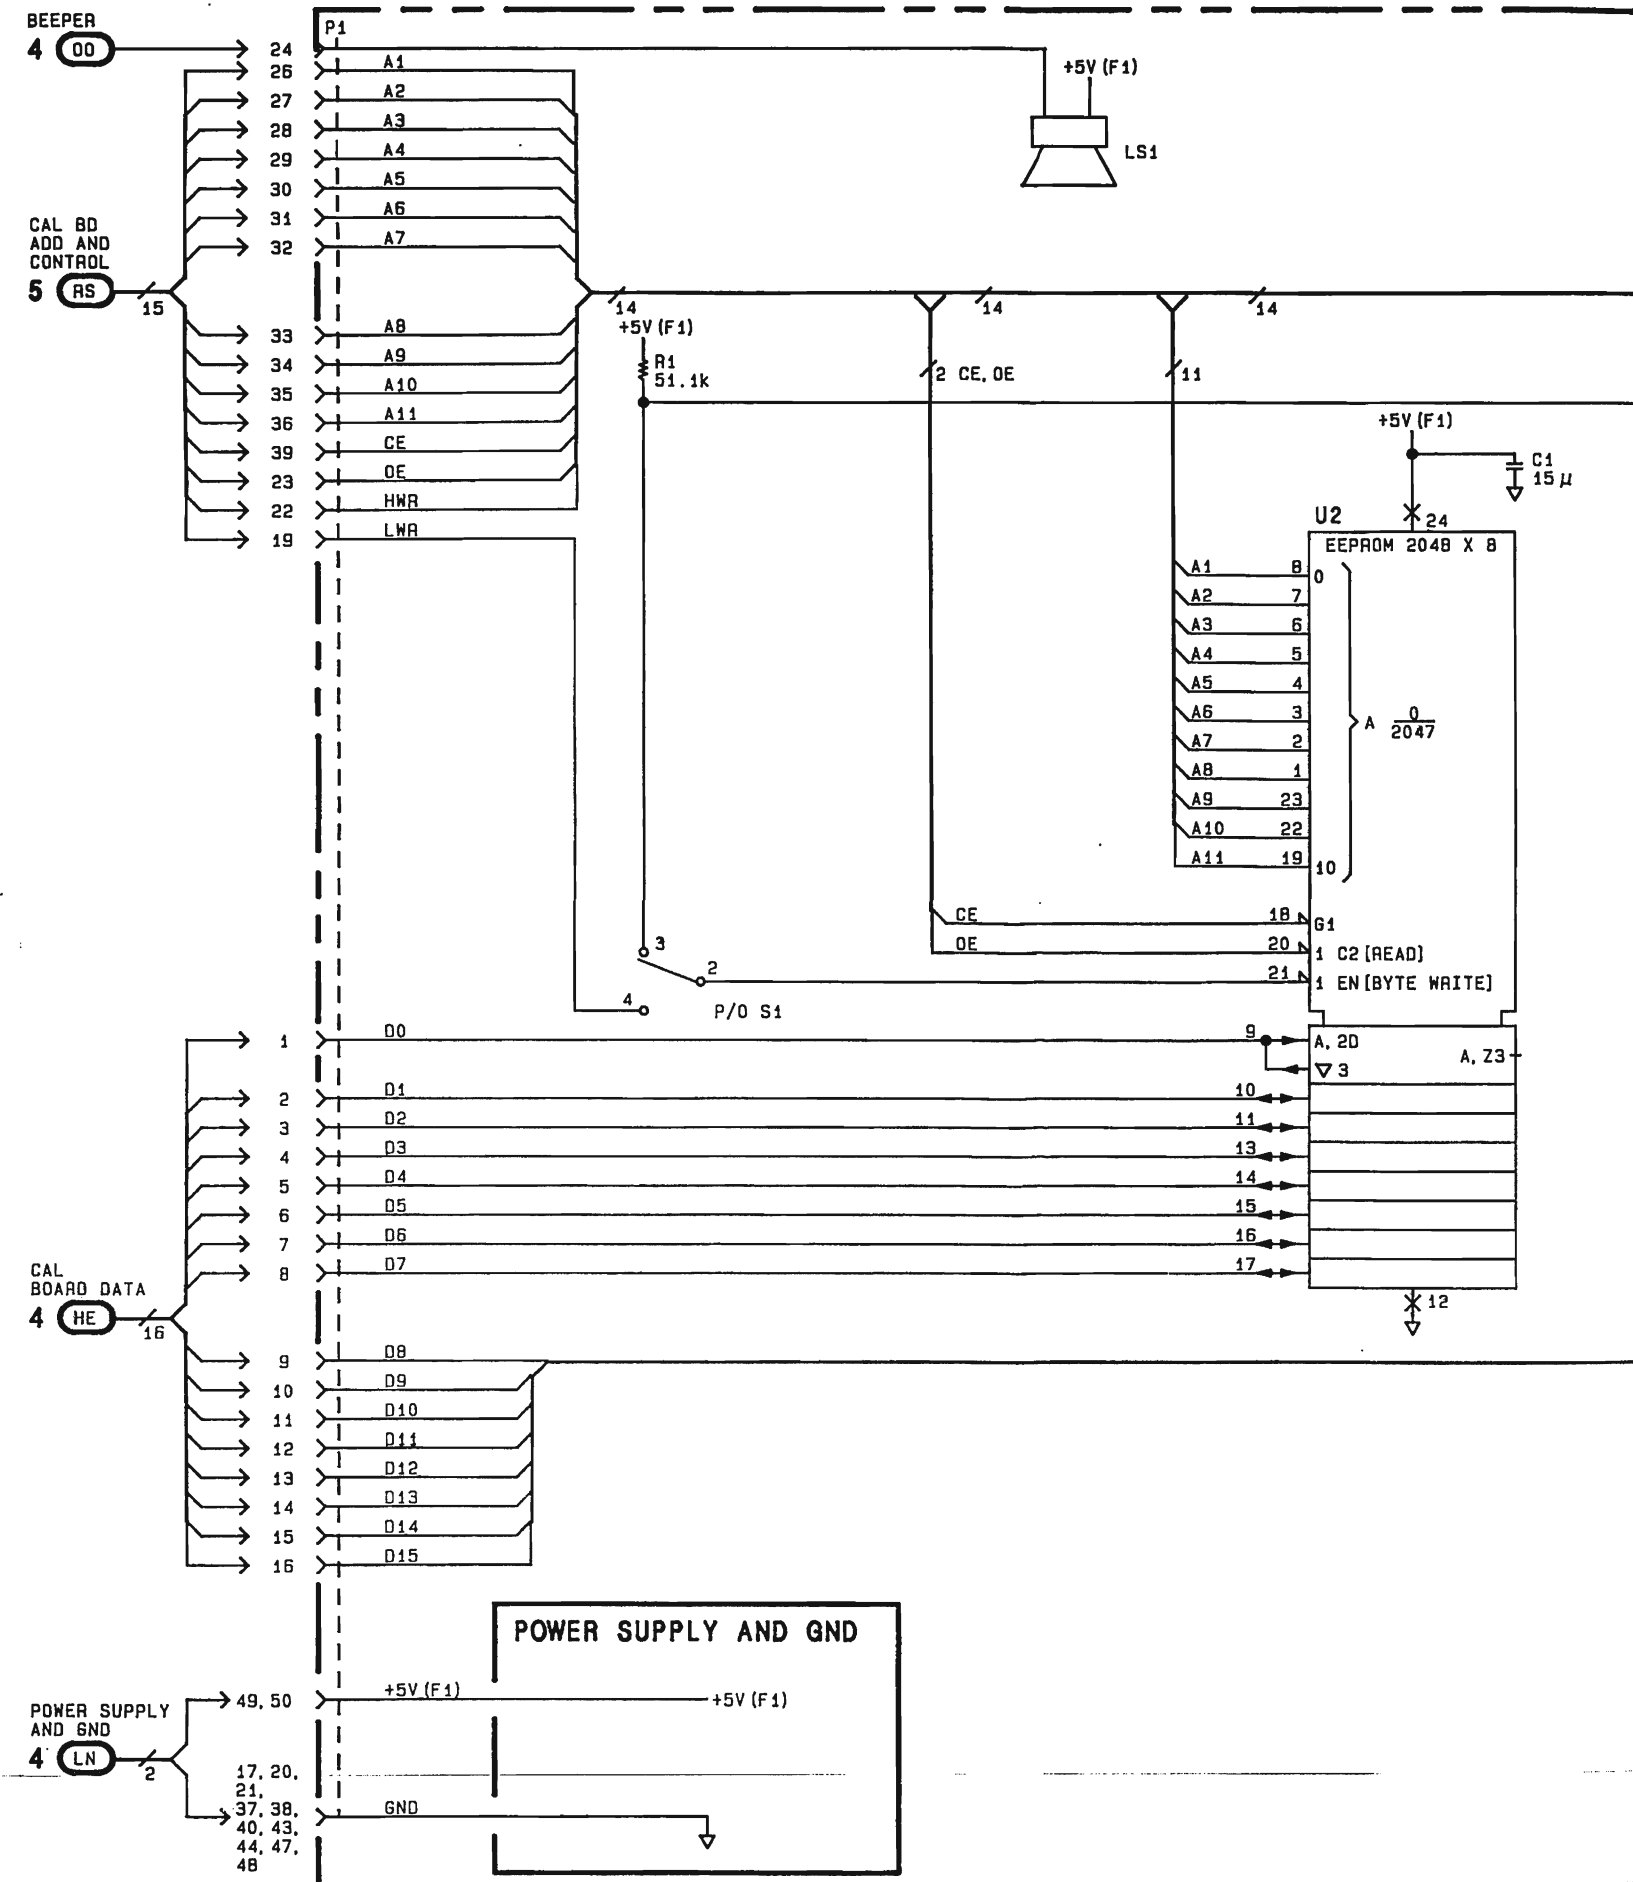 BEEPER
4 OO
24
P1
+5V (F1)
LS1
26 A1
27 A2
28 A3
29 A4
30 A5
31 A6
32 A7
CAL BD
ADD AND
CONTROL
5 RS
15
14
14
14
33 A8
34 A9
35 A10
36 A11
39 CE
23 OE
22 HWR
19 LWR
+5V (F1)
R1
51.1k
2 CE, OE
11
+5V (F1)
C1
15 µ
U2
24
EEPROM 2048 X 8
A1 8 0
A2 7
A3 6
A4 5
A5 4
A6 3
A7 2
A8 1
A9 23
A10 22
A11 19 10
A 0
2047
CE 18 G1
OE 20 1 C2 [READ]
21 1 EN [BYTE WRITE]
3
2
4
P/O S1
1 D0 9 A, 2D
A, Z3
3
2 D1 10
3 D2 11
4 D3 13
5 D4 14
6 D5 15
7 D6 16
8 D7 17
12
CAL
BOARD DATA
4 HE
16
9 D8
10 D9
11 D10
12 D11
13 D12
14 D13
15 D14
16 D15
POWER SUPPLY AND GND
49, 50 +5V (F1) +5V (F1)
POWER SUPPLY
AND GND
4 LN
2
17, 20,
21,
37, 38, GND
40, 43,
44, 47,
48